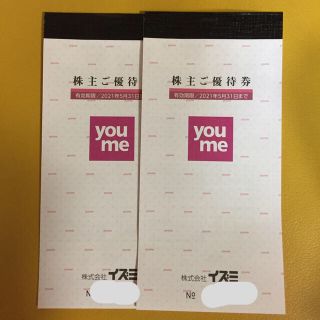 株主ご優待
有効期限／2021年5月31日
you
me
株式会社 イズミ
№
株主ご優待券
有効期限／2021年5月31日まで
you
me
株式会社 イズミ
№